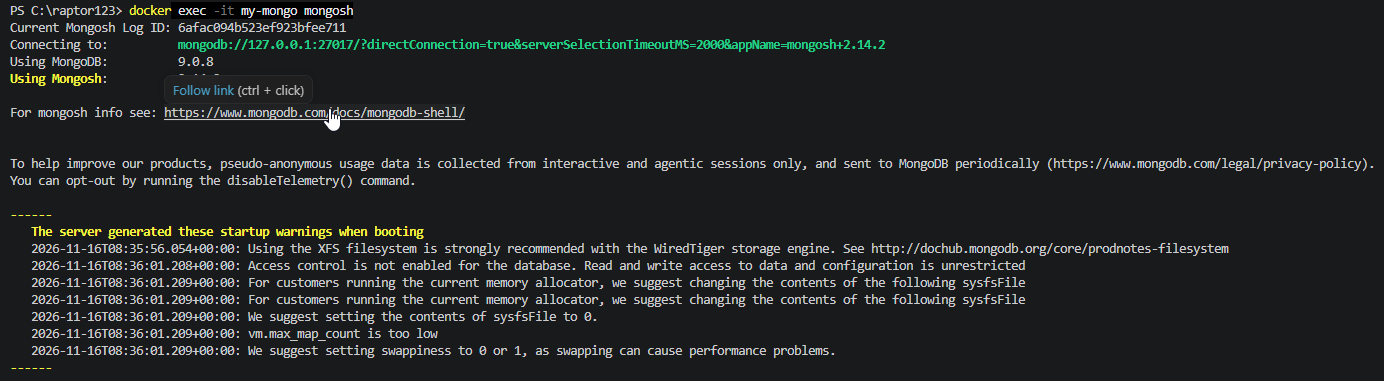 PS C:\raptor123> docker exec -it my-mongo mongosh
Current Mongosh Log ID: 6afac094b523ef923bfee711
Connecting to: mongodb://127.0.0.1:27017/?directConnection=true&serverSelectionTimeoutMS=2000&appName=mongosh+2.14.2
Using MongoDB: 9.0.8
Using Mongosh:
Follow link (ctrl + click)
For mongosh info see: https://www.mongodb.com/docs/mongodb-shell/
To help improve our products, pseudo-anonymous usage data is collected from interactive and agentic sessions only, and sent to MongoDB periodically (https://www.mongodb.com/legal/privacy-policy).
You can opt-out by running the disableTelemetry() command.
------
The server generated these startup warnings when booting
2026-11-16T08:35:56.054+00:00: Using the XFS filesystem is strongly recommended with the WiredTiger storage engine. See http://dochub.mongodb.org/core/prodnotes-filesystem
2026-11-16T08:36:01.208+00:00: Access control is not enabled for the database. Read and write access to data and configuration is unrestricted
2026-11-16T08:36:01.209+00:00: For customers running the current memory allocator, we suggest changing the contents of the following sysfsFile
2026-11-16T08:36:01.209+00:00: For customers running the current memory allocator, we suggest changing the contents of the following sysfsFile
2026-11-16T08:36:01.209+00:00: We suggest setting the contents of sysfsFile to 0.
2026-11-16T08:36:01.209+00:00: vm.max_map_count is too low
2026-11-16T08:36:01.209+00:00: We suggest setting swappiness to 0 or 1, as swapping can cause performance problems.
------